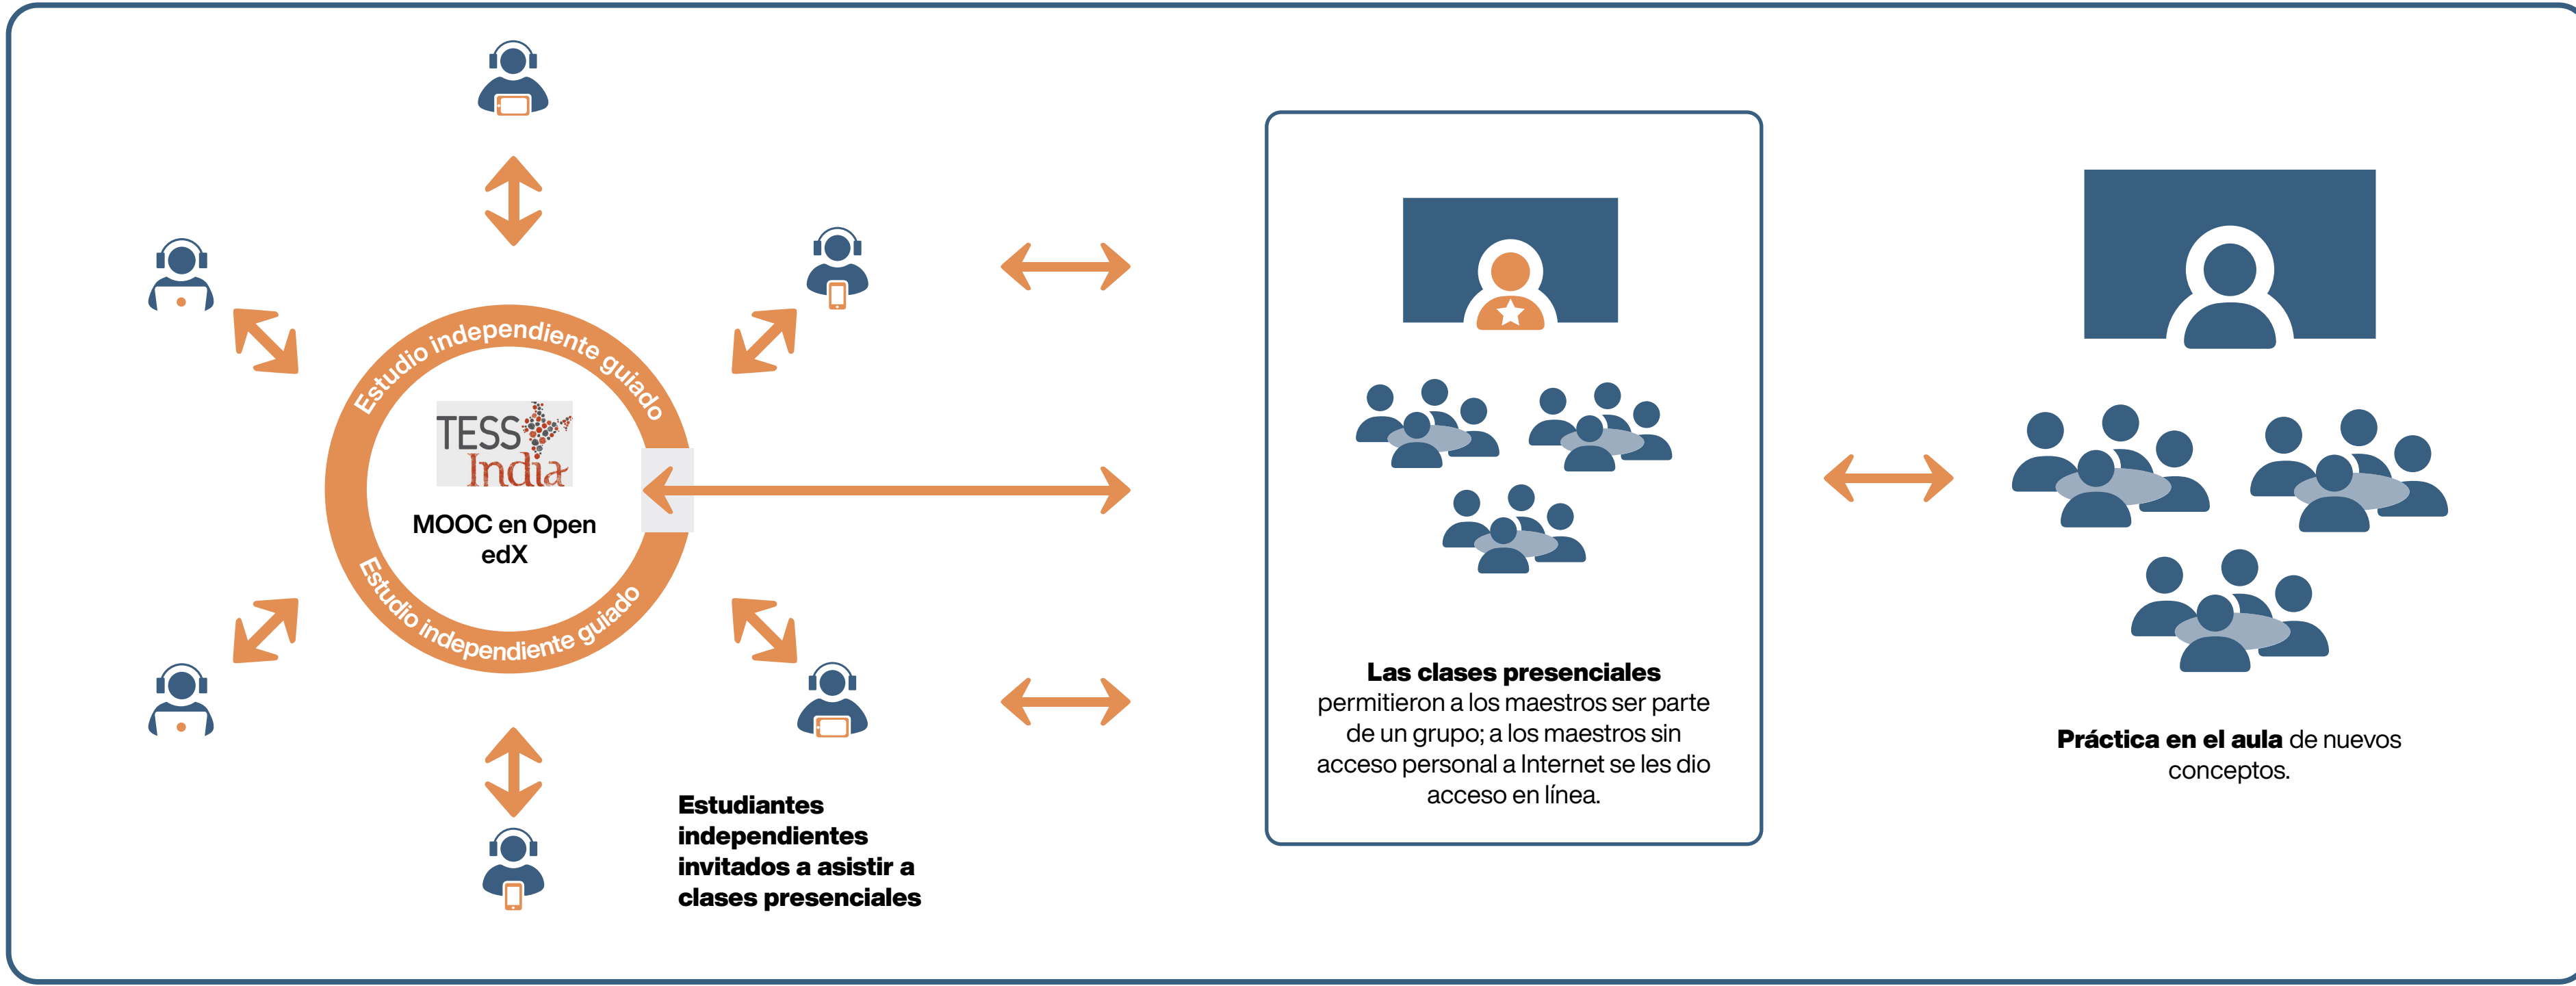 Estudio independiente guiado
TESS
India
MOOC en Open
edX
Estudio independiente guiado
Estudiantes
independientes
invitados a asistir a
clases presenciales
Las clases presenciales
permitieron a los maestros ser parte
de un grupo; a los maestros sin
acceso personal a Internet se les dio
acceso en línea.
Práctica en el aula de nuevos
conceptos.